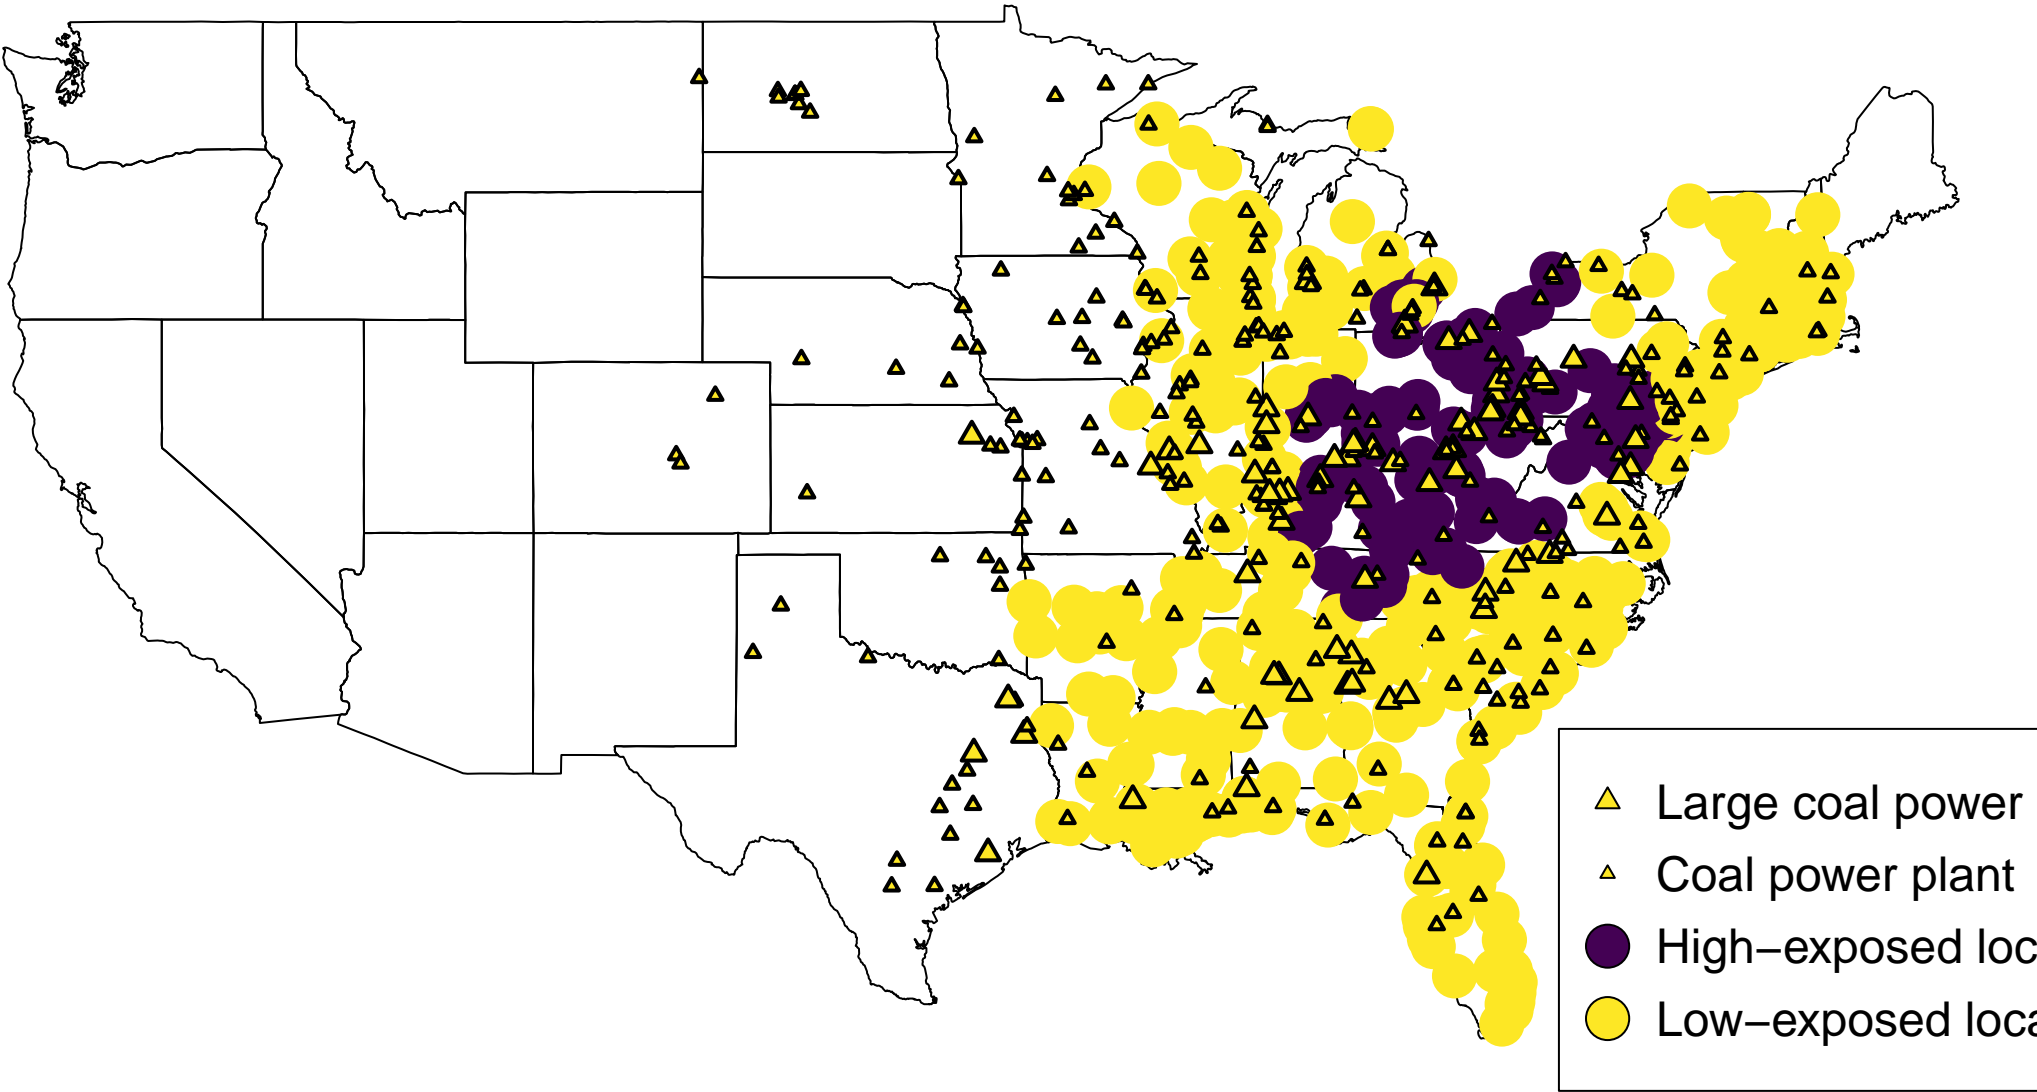 Large coal power
Coal power plant
High−exposed loc
Low−exposed loca